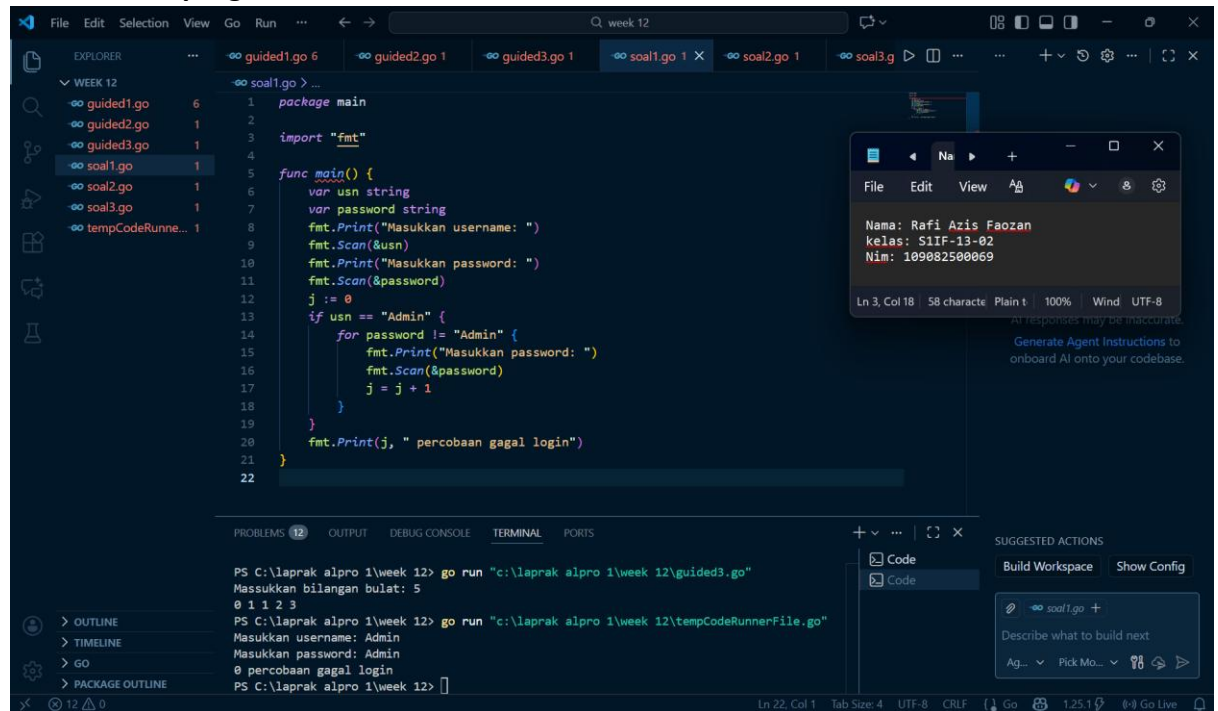 File Edit Selection View Go Run ... week 12
EXPLORER ...
WEEK 12
guided1.go 6
guided2.go 1
guided3.go 1
soal1.go 1
soal2.go 1
soal3.go 1
tempCodeRunne... 1
OUTLINE
TIMELINE
GO
PACKAGE OUTLINE
guided1.go 6 guided2.go 1 guided3.go 1 soal1.go 1 soal2.go 1 soal3.g ...
soal1.go > ...
1 package main
2
3 import "fmt"
4
5 func main() {
6 var usn string
7 var password string
8 fmt.Print("Masukkan username: ")
9 fmt.Scan(&usn)
10 fmt.Print("Masukkan password: ")
11 fmt.Scan(&password)
12 j := 0
13 if usn == "Admin" {
14 for password != "Admin" {
15 fmt.Print("Masukkan password: ")
16 fmt.Scan(&password)
17 j = j + 1
18 }
19 }
20 fmt.Print(j, " percobaan gagal login")
21 }
22
Na
File Edit View
Nama: Rafi Azis Faozan
kelas: S1IF-13-02
Nim: 109082500069
Ln 3, Col 18 58 characte Plain t 100% Wind UTF-8
AI responses may be inaccurate.
Generate Agent Instructions to
onboard AI onto your codebase.
PROBLEMS 12 OUTPUT DEBUG CONSOLE TERMINAL PORTS
PS C:\laprak alpro 1\week 12> go run "c:\laprak alpro 1\week 12\guided3.go"
Massukkan bilangan bulat: 5
0 1 1 2 3
PS C:\laprak alpro 1\week 12> go run "c:\laprak alpro 1\week 12\tempCodeRunnerFile.go"
Masukkan username: Admin
Masukkan password: Admin
0 percobaan gagal login
PS C:\laprak alpro 1\week 12>
Code
Code
SUGGESTED ACTIONS
Build Workspace Show Config
soal1.go +
Describe what to build next
Ag... Pick Mo...
12 0 Ln 22, Col 1 Tab Size: 4 UTF-8 CRLF Go 1.25.1 Go Live